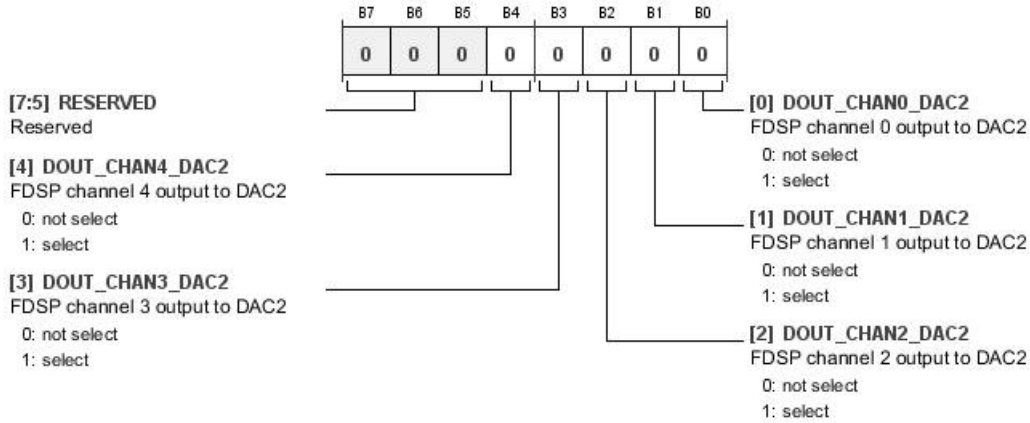 B7 B6 B5 B4 B3 B2 B1 B0
0 0 0 0 0 0 0 0
[7:5] RESERVED
Reserved
[4] DOUT_CHAN4_DAC2
FDSP channel 4 output to DAC2
0: not select
1: select
[3] DOUT_CHAN3_DAC2
FDSP channel 3 output to DAC2
0: not select
1: select
[0] DOUT_CHAN0_DAC2
FDSP channel 0 output to DAC2
0: not select
1: select
[1] DOUT_CHAN1_DAC2
FDSP channel 1 output to DAC2
0: not select
1: select
[2] DOUT_CHAN2_DAC2
FDSP channel 2 output to DAC2
0: not select
1: select